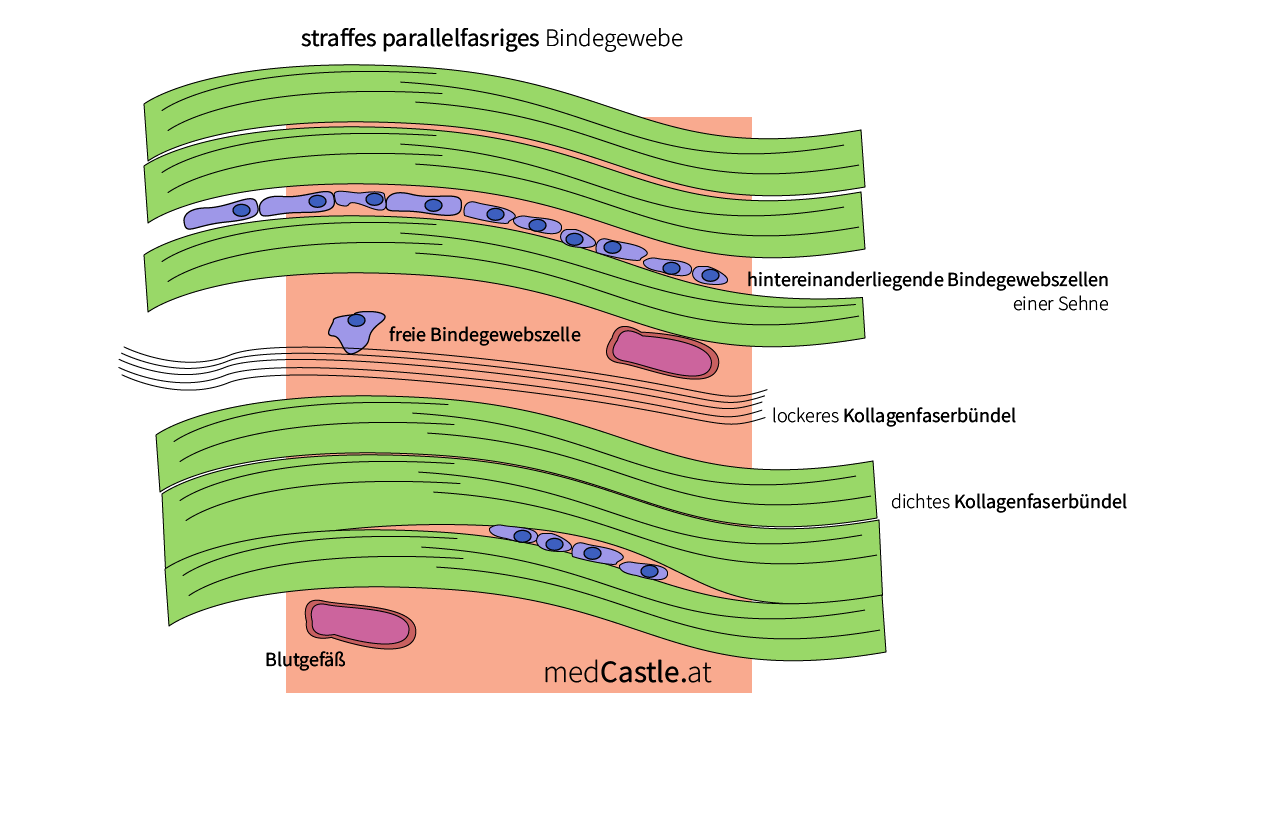 straffes parallelfasriges Bindegewebe
hintereinanderliegende Bindegewebszellen
einer Sehne
freie Bindegewebszelle
lockeres Kollagenfaserbündel
dichtes Kollagenfaserbündel
Blutgefäß
medCastle.at